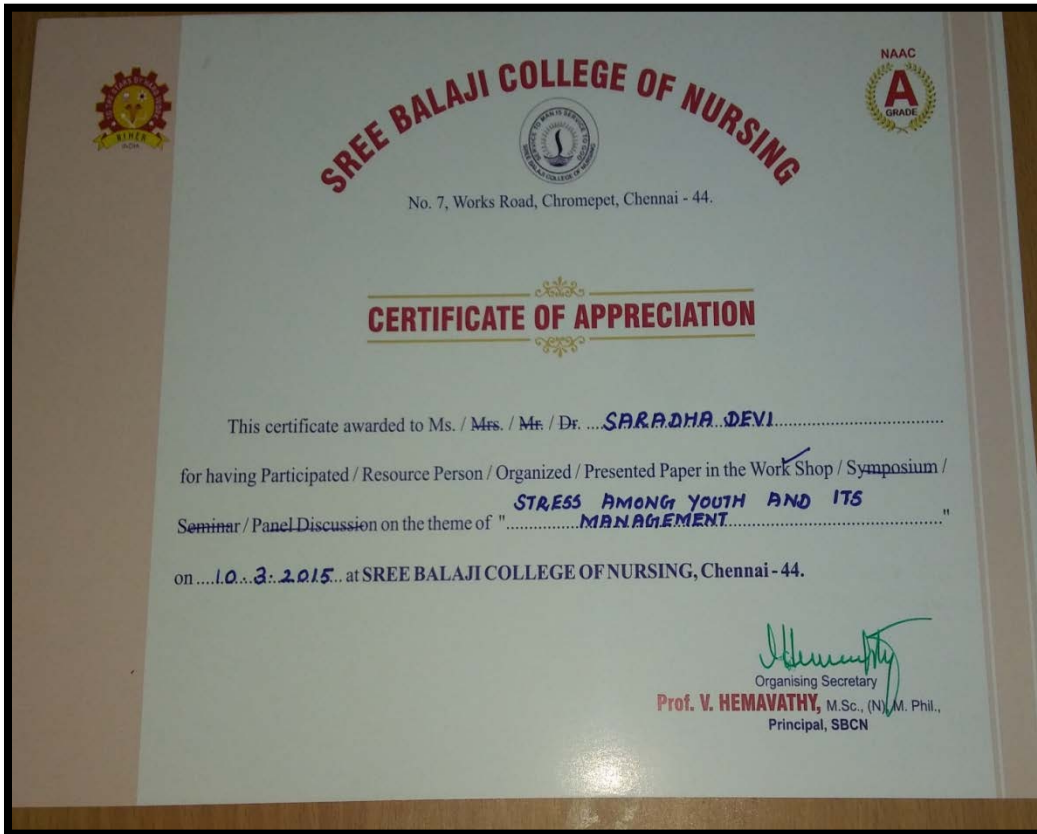 NAAC
A
GRADE
BIHER
SREE BALAJI COLLEGE OF NURSING
No. 7, Works Road, Chromepet, Chennai - 44.
CERTIFICATE OF APPRECIATION
This certificate awarded to Ms. / Mrs. / Mr. / Dr. ....SARADHA DEVI....
for having Participated / Resource Person / Organized / Presented Paper in the Work Shop / Symposium /
Seminar / Panel Discussion on the theme of "....STRESS AMONG YOUTH AND ITS
MANAGEMENT...."
on ....10.3.2015... at SREE BALAJI COLLEGE OF NURSING, Chennai - 44.
Organising Secretary
Prof. V. HEMAVATHY, M.Sc., (N), M. Phil.,
Principal, SBCN